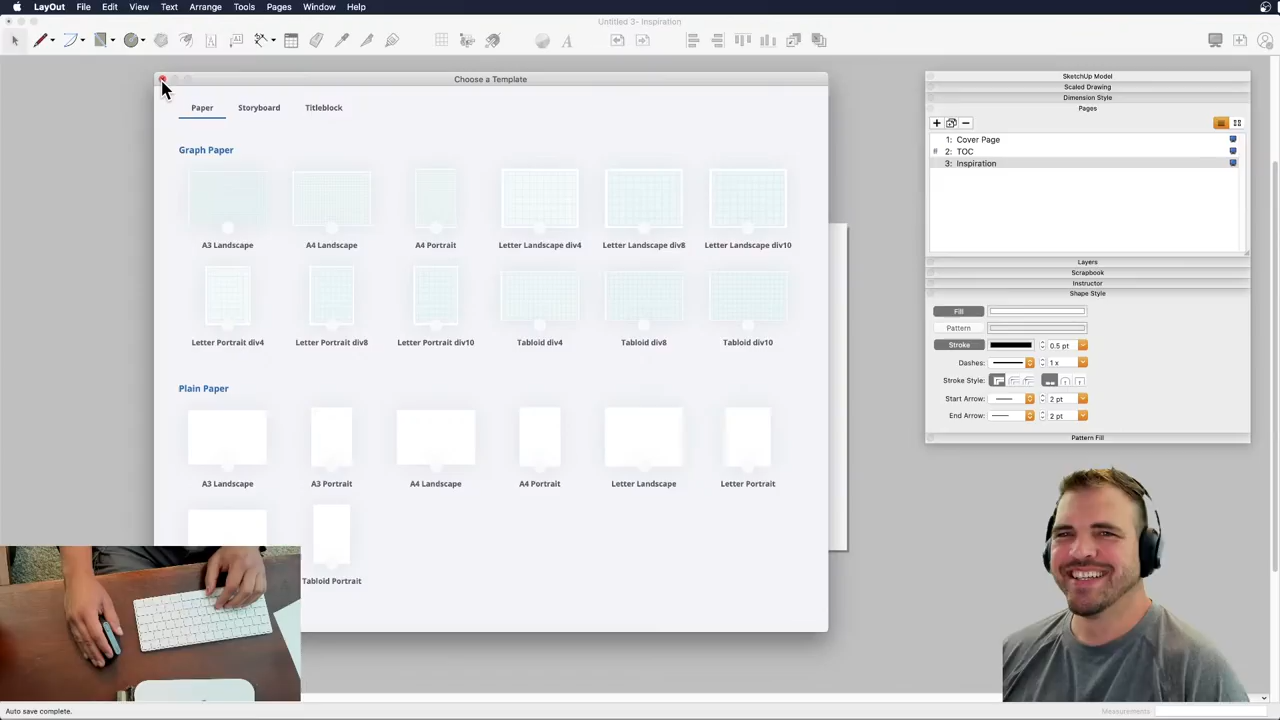 LayOut File Edit View Text Arrange Tools Pages Window Help
Untitled 3- Inspiration
Choose a Template
Paper Storyboard Titleblock
Graph Paper
A3 Landscape A4 Landscape A4 Portrait Letter Landscape div4 Letter Landscape div8 Letter Landscape div10
Letter Portrait div4 Letter Portrait div8 Letter Portrait div10 Tabloid div4 Tabloid div8 Tabloid div10
Plain Paper
A3 Landscape A3 Portrait A4 Landscape A4 Portrait Letter Landscape Letter Portrait
Tabloid Portrait
SketchUp Model
Scaled Drawing
Dimension Style
Pages
1: Cover Page
# 2: TOC
3: Inspiration
Layers
Scrapbook
Instructor
Shape Style
Fill
Pattern
Stroke 0.5 pt
Dashes: 1 x
Stroke Style:
Start Arrow: 2 pt
End Arrow: 2 pt
Pattern Fill
Auto save complete.
Measurements